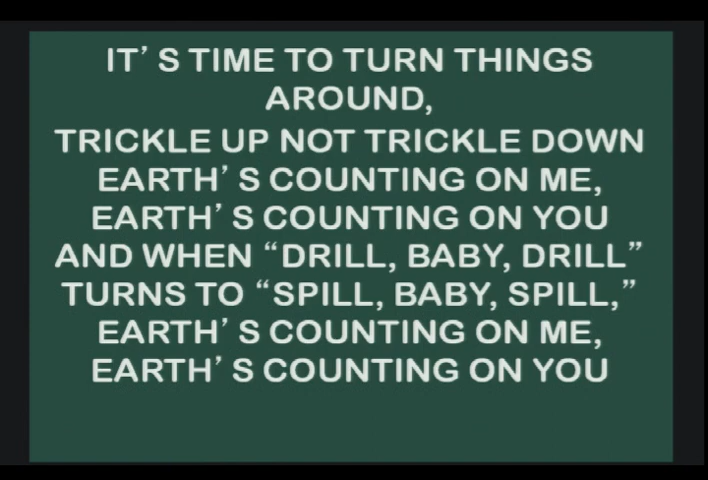 IT’S TIME TO TURN THINGS
AROUND,
TRICKLE UP NOT TRICKLE DOWN
EARTH’S COUNTING ON ME,
EARTH’S COUNTING ON YOU
AND WHEN “DRILL, BABY, DRILL”
TURNS TO “SPILL, BABY, SPILL,”
EARTH’S COUNTING ON ME,
EARTH’S COUNTING ON YOU